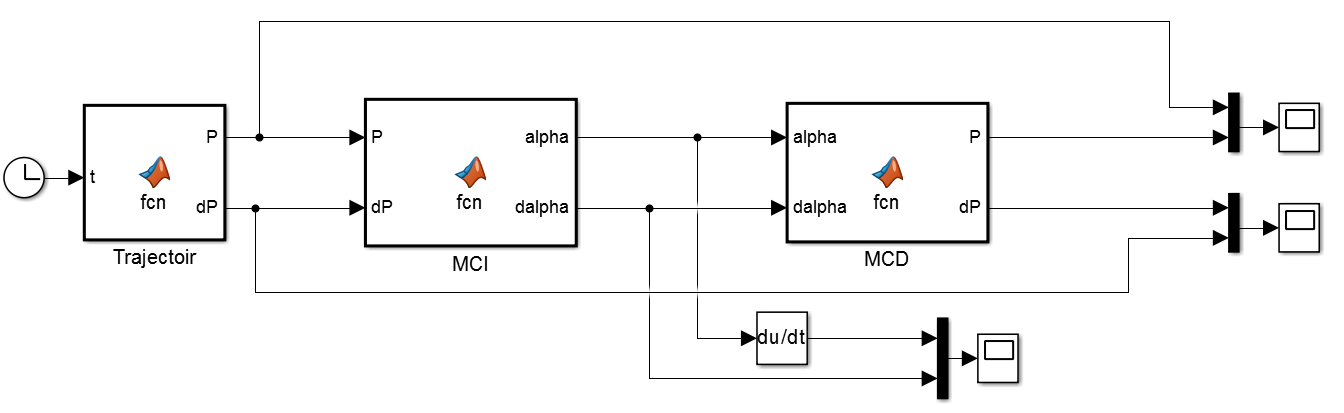 t
P
fcn
dP
Trajectoir
P
alpha
fcn
dP
dalpha
MCI
alpha
P
fcn
dalpha
dP
MCD
du/dt